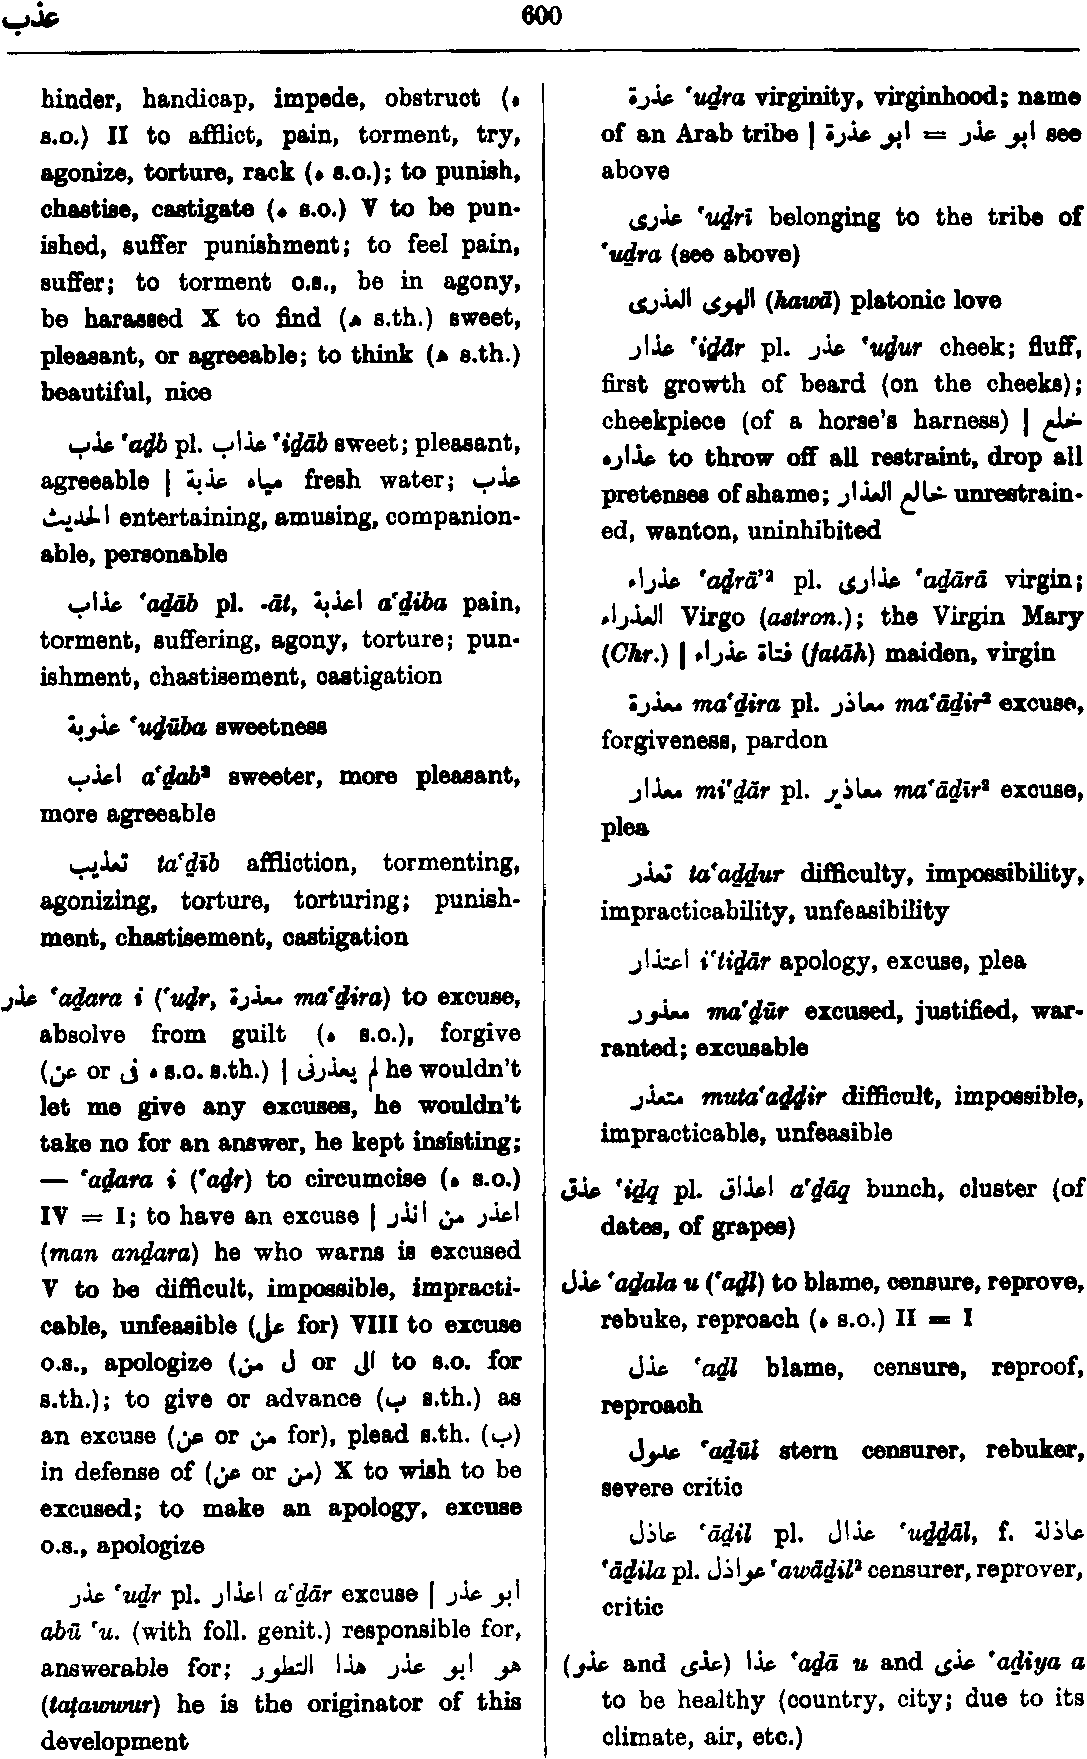 عذب
600
hinder, handicap, impede, obstruct (ه
s.o.) II to afflict, pain, torment, try,
agonize, torture, rack (ه s.o.); to punish,
chastise, castigate (ه s.o.) V to be pun-
ished, suffer punishment; to feel pain,
suffer; to torment o.s., be in agony,
be harassed X to find (ه s.th.) sweet,
pleasant, or agreeable; to think (ه s.th.)
beautiful, nice
عذب ‘aḏb pl. عذاب ‘iḏāb sweet; pleasant,
agreeable | مياه عذبة fresh water; عذب
الحديث entertaining, amusing, companion-
able, personable
عذاب ‘aḏāb pl. -āt, اعذبة a‘ḏiba pain,
torment, suffering, agony, torture; pun-
ishment, chastisement, castigation
عذوبة ‘uḏūba sweetness
اعذب a‘ḏab² sweeter, more pleasant,
more agreeable
تعذيب ta‘ḏīb affliction, tormenting,
agonizing, torture, torturing; punish-
ment, chastisement, castigation
عذر ‘aḏara i (‘uḏr, معذرة ma‘ḏira) to excuse,
absolve from guilt (ه s.o.), forgive
(عن or فى ه s.o. s.th.) | لم يعذرنى he wouldn't
let me give any excuses, he wouldn't
take no for an answer, he kept insisting;
— ‘aḏara i (‘aḏr) to circumcise (ه s.o.)
IV = I; to have an excuse | اعذر من انذر
(man anḏara) he who warns is excused
V to be difficult, impossible, impracti-
cable, unfeasible (على for) VIII to excuse
o.s., apologize (ل من or الى to s.o. for
s.th.); to give or advance (ب s.th.) as
an excuse (عن or من for), plead s.th. (ب)
in defense of (عن or من) X to wish to be
excused; to make an apology, excuse
o.s., apologize
عذر ‘uḏr pl. اعذار a‘ḏār excuse | ابو عذر
abū ‘u. (with foll. genit.) responsible for,
answerable for; هو ابو عذر هذا التطور
(taṭawwur) he is the originator of this
development
عذرة ‘uḏra virginity, virginhood; name
of an Arab tribe | ابو عذرة = ابو عذر see
above
عذرى ‘uḏrī belonging to the tribe of
‘uḏra (see above)
الهوى العذرى (hawā) platonic love
عذار ‘iḏār pl. عذر ‘uḏur cheek; fluff,
first growth of beard (on the cheeks);
cheekpiece (of a horse's harness) | خلع
عذاره to throw off all restraint, drop all
pretenses of shame; خالع العذار unrestrain-
ed, wanton, uninhibited
عذراء ‘aḏrā’² pl. عذارى ‘aḏārā virgin;
العذراء Virgo (astron.); the Virgin Mary
(Chr.) | فتاة عذراء (fatāh) maiden, virgin
معذرة ma‘ḏira pl. معاذر ma‘āḏir² excuse,
forgiveness, pardon
معذار mi‘ḏār pl. معاذير ma‘āḏīr² excuse,
plea
تعذر ta‘aḏḏur difficulty, impossibility,
impracticability, unfeasibility
اعتذار i‘tiḏār apology, excuse, plea
معذور ma‘ḏūr excused, justified, war-
ranted; excusable
متعذر muta‘aḏḏir difficult, impossible,
impracticable, unfeasible
عذق ‘iḏq pl. اعذاق a‘ḏāq bunch, cluster (of
dates, of grapes)
عذل ‘aḏala u (‘aḏl) to blame, censure, reprove,
rebuke, reproach (ه s.o.) II = I
عذل ‘aḏl blame, censure, reproof,
reproach
عذول ‘aḏūl stern censurer, rebuker,
severe critic
عاذل ‘āḏil pl. عذال ‘uḏḏāl, f. عاذلة
‘āḏila pl. عواذل ‘awāḏil² censurer, reprover,
critic
(عذو and عذى) عذا ‘aḏā u and عذى ‘aḏiya a
to be healthy (country, city; due to its
climate, air, etc.)